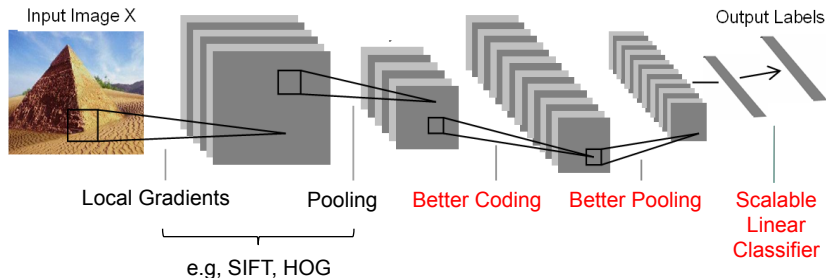 Input Image X
Output Labels
Local Gradients
Pooling
Better Coding
Better Pooling
Scalable
Linear
Classifier
e.g, SIFT, HOG